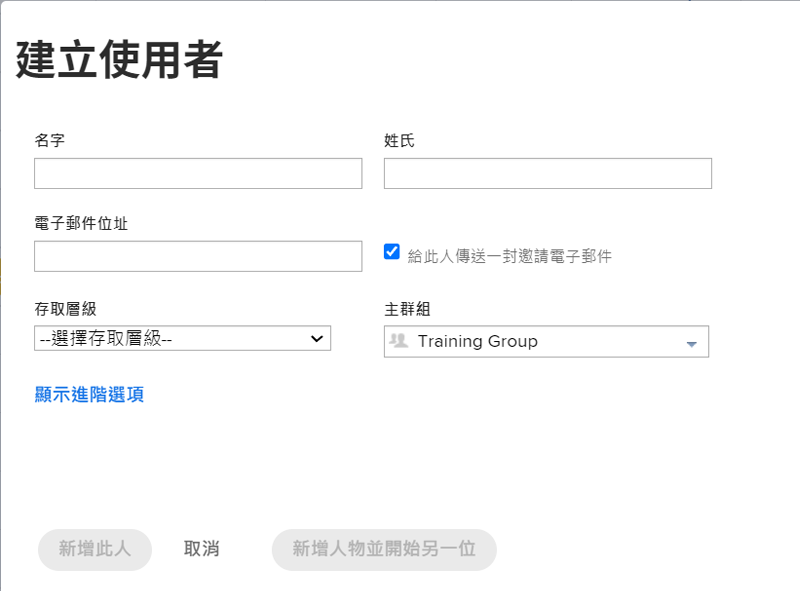 建立使用者
名字
姓氏
電子郵件位址
給此人傳送一封邀請電子郵件
存取層級
主群組
--選擇存取層級--
Training Group
顯示進階選項
新增此人
取消
新增人物並開始另一位